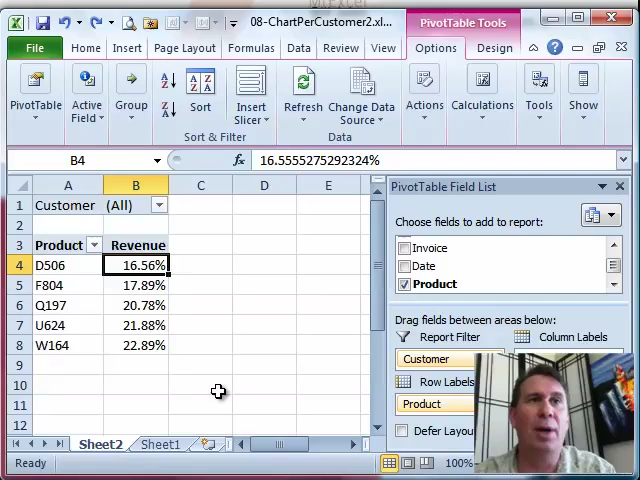 MrExcel
08-ChartPerCustomer2.xl...
PivotTable Tools
File Home Insert Page Layout Formulas Data Review View Options Design
PivotTable Active Field Group Sort Insert Slicer Refresh Change Data Source Actions Calculations Tools Show
Sort & Filter Data
B4 fx 16.5555275292324%
A B C D E
1 Customer (All)
2
3 Product Revenue
4 D506 16.56%
5 F804 17.89%
6 Q197 20.78%
7 U624 21.88%
8 W164 22.89%
9
10
11
12
PivotTable Field List
Choose fields to add to report:
Invoice
Date
Product
Drag fields between areas below:
Report Filter Column Labels
Customer
Row Labels
Product
Defer Layou
Sheet2 Sheet1
Ready 100%